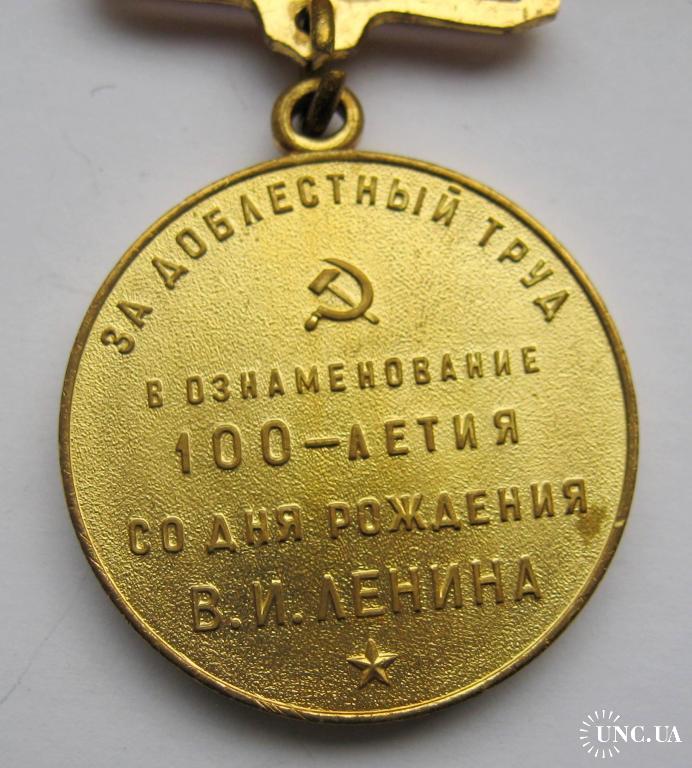 ЗА ДОБЛЕСТНЫЙ ТРУД
В ОЗНАМЕНОВАНИЕ
100-ЛЕТИЯ
СО ДНЯ РОЖДЕНИЯ
В.И.ЛЕНИНА
UNC.UA